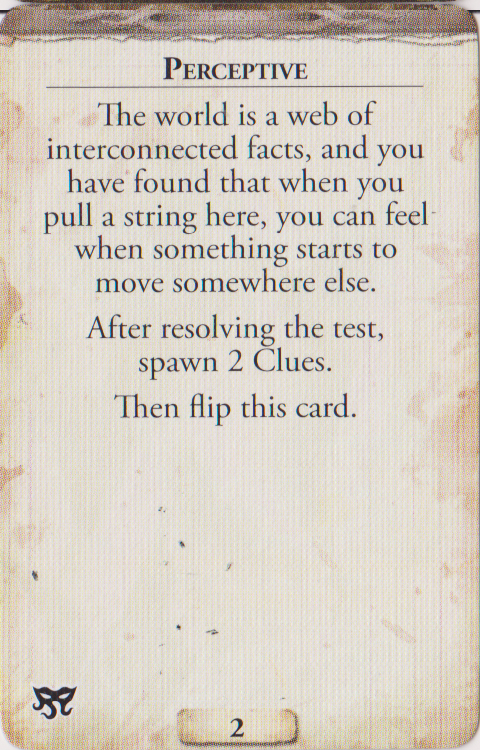 PERCEPTIVE
The world is a web of
interconnected facts, and you
have found that when you
pull a string here, you can feel
when something starts to
move somewhere else.
After resolving the test,
spawn 2 Clues.
Then flip this card.
2